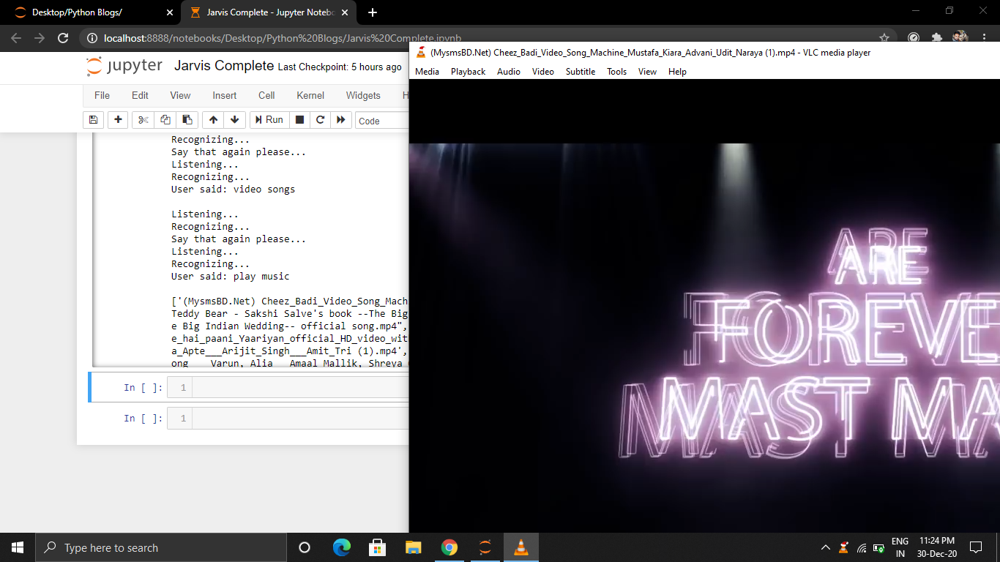 Desktop/Python Blogs/
Jarvis Complete - Jupyter Notebo
localhost:8888/notebooks/Desktop/Python%20Blogs/Jarvis%20Complete.ipynb
jupyter Jarvis Complete Last Checkpoint: 5 hours ago
File Edit View Insert Cell Kernel Widgets H
Run Code
Recognizing...
Say that again please...
Listening...
Recognizing...
User said: video songs
Listening...
Recognizing...
Say that again please...
Listening...
Recognizing...
User said: play music
['(MysmsBD.Net) Cheez_Badi_Video_Song_Mach
Teddy Bear - Sakshi Salve's book --The Big
e Big Indian Wedding-- official song.mp4",
e_hai_paani_Yaariyan_official_HD_video_wit
a_Apte___Arijit_Singh___Amit_Tri (1).mp4',
ong __ Varun, Alia _ Amaal Mallik, Shreya
In [ ]: 1
In [ ]: 1
(MysmsBD.Net) Cheez_Badi_Video_Song_Machine_Mustafa_Kiara_Advani_Udit_Naraya (1).mp4 - VLC media player
Media Playback Audio Video Subtitle Tools View Help
ARE
FOREVE
MAST MA
Type here to search
ENG
IN
11:24 PM
30-Dec-20